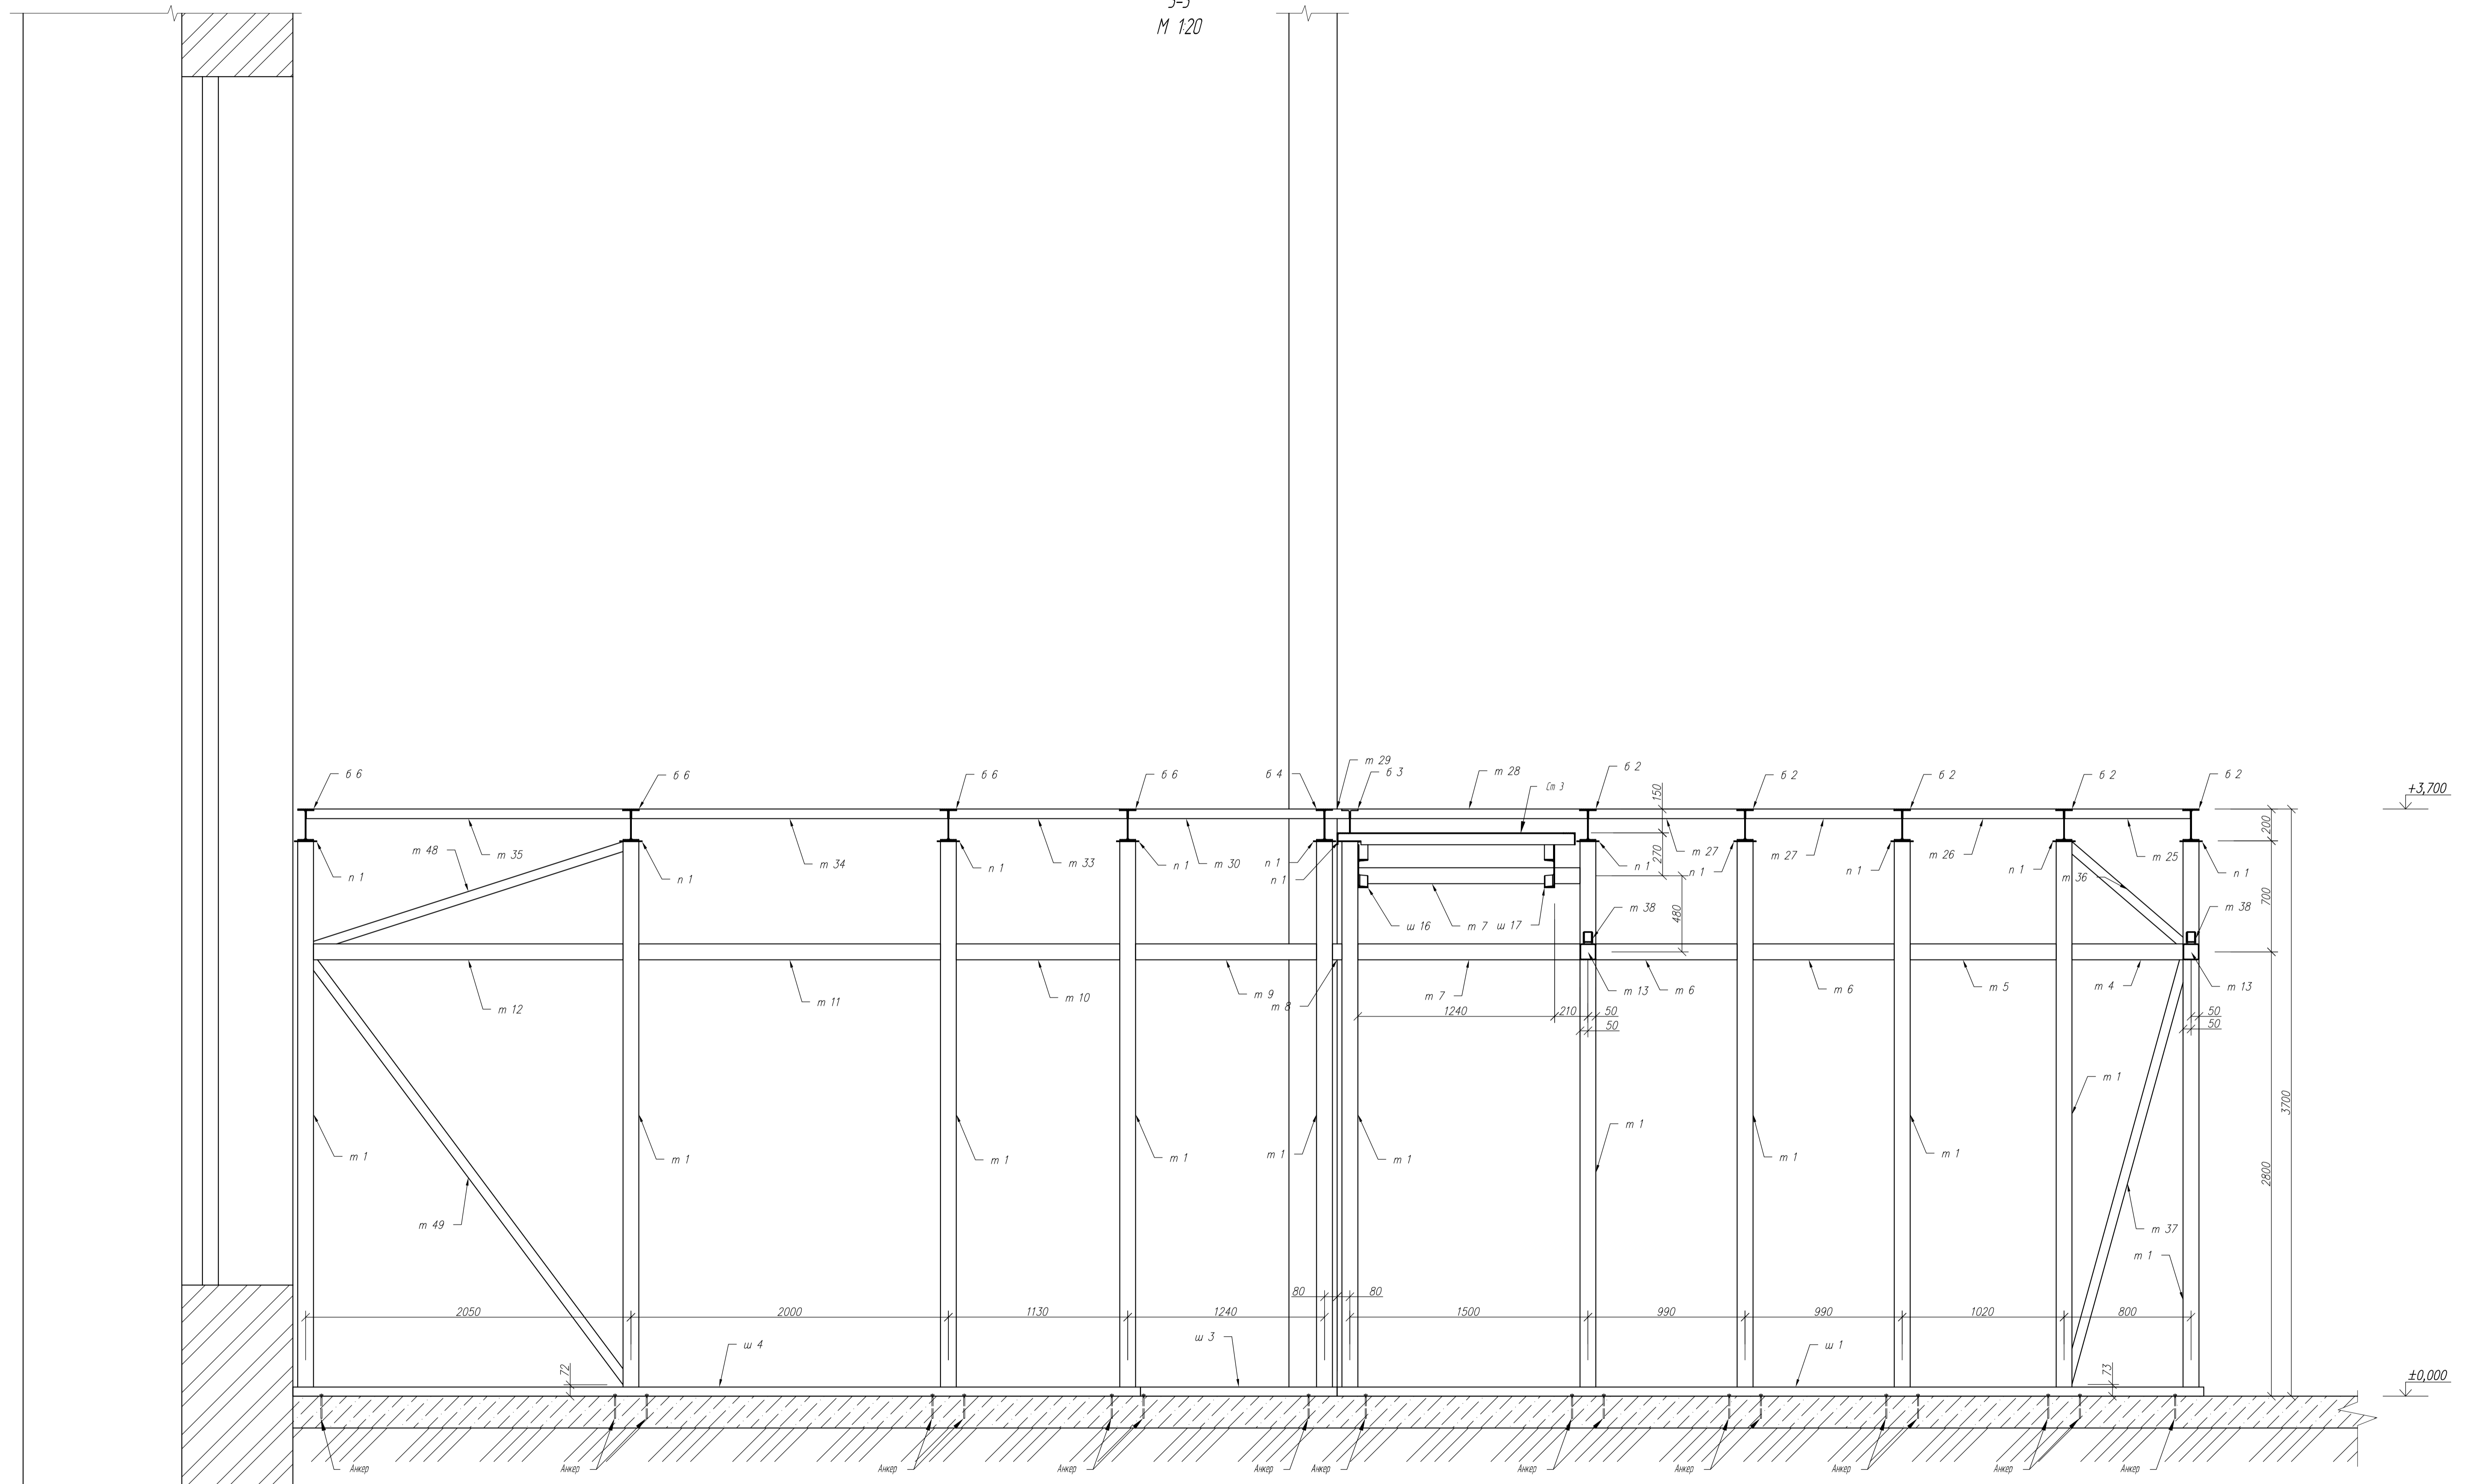 М 1:20
т 29
б 6
б 6
б 6
б 6
б 4
б 3
т 28
б 2
б 2
б 2
б 2
б 2
Ст 3
150
+3,700
200
т 48
т 35
т 34
т 33
т 30
270
т 27
т 27
т 26
т 25
п 1
п 1
п 1
п 1
п 1
п 1
п 1
п 1
п 1
п 1
п 1
т 36
700
480
т 38
т 38
ш 16
т 7
ш 17
т 12
т 11
т 10
т 9
т 8
т 7
т 13
т 6
т 6
т 5
т 4
т 13
1240
210
50
50
50
50
т 1
т 1
т 1
т 1
т 1
т 1
т 1
т 1
т 1
т 1
т 1
3700
2800
т 49
т 37
80
80
2050
2000
1130
1240
1500
990
990
1020
800
ш 4
ш 3
ш 1
72
73
±0,000
Анкер
Анкер
Анкер
Анкер
Анкер
Анкер
Анкер
Анкер
Анкер
Анкер
Анкер